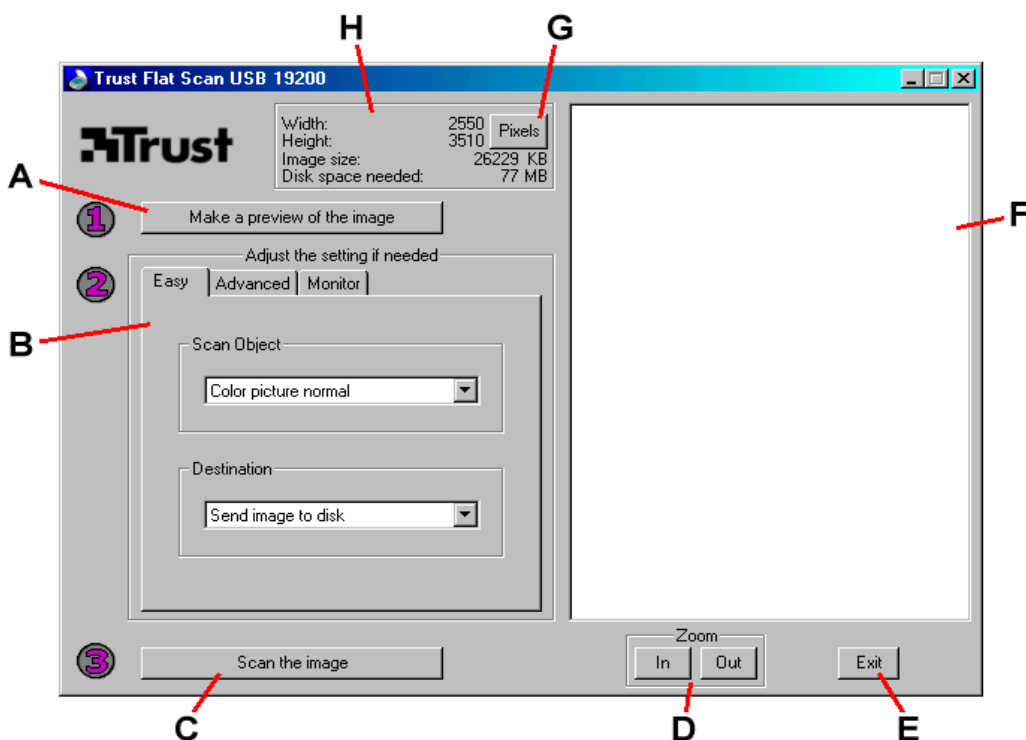 H G
Trust Flat Scan USB 19200
Trust
Width: 2550 Pixels
Height: 3510
Image size: 26229 KB
Disk space needed: 77 MB
A
F
1 Make a preview of the image
Adjust the setting if needed
2 Easy Advanced Monitor
B
Scan Object
Color picture normal
Destination
Send image to disk
Zoom
3 Scan the image In Out Exit
C D E